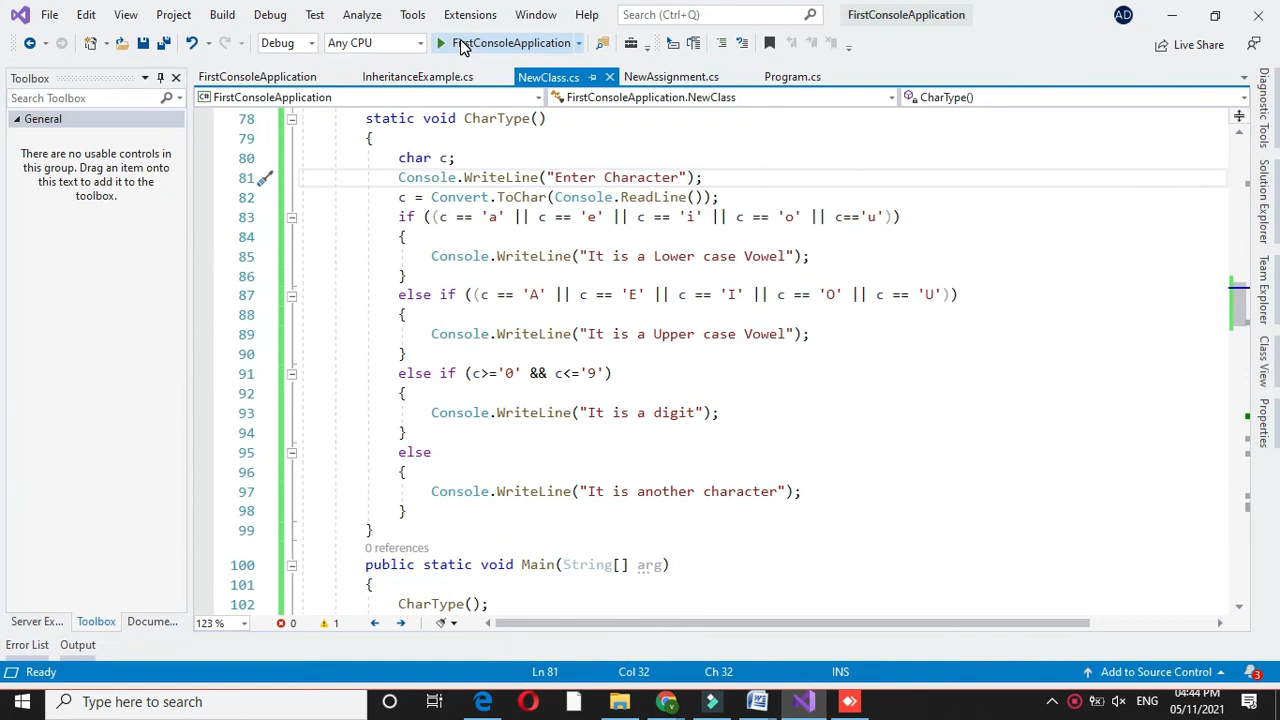 File Edit View Project Build Debug Test Analyze Tools Extensions Window Help Search (Ctrl+Q) FirstConsoleApplication AD
Debug Any CPU FirstConsoleApplication Live Share
Toolbox
Search Toolbox
General
There are no usable controls in
this group. Drag an item onto
this text to add it to the
toolbox.
FirstConsoleApplication InheritanceExample.cs NewClass.cs NewAssignment.cs Program.cs
FirstConsoleApplication FirstConsoleApplication.NewClass CharType()
78 static void CharType()
79 {
80 char c;
81 Console.WriteLine("Enter Character");
82 c = Convert.ToChar(Console.ReadLine());
83 if ((c == 'a' || c == 'e' || c == 'i' || c == 'o' || c=='u'))
84 {
85 Console.WriteLine("It is a Lower case Vowel");
86 }
87 else if ((c == 'A' || c == 'E' || c == 'I' || c == 'O' || c == 'U'))
88 {
89 Console.WriteLine("It is a Upper case Vowel");
90 }
91 else if (c>='0' && c<='9')
92 {
93 Console.WriteLine("It is a digit");
94 }
95 else
96 {
97 Console.WriteLine("It is another character");
98 }
99 }
0 references
100 public static void Main(String[] arg)
101 {
102 CharType();
Diagnostic Tools
Solution Explorer
Team Explorer
Class View
Properties
Server Ex... Toolbox Docume...
123 % 0 1
Error List Output
Ready Ln 81 Col 32 Ch 32 INS Add to Source Control 3
Type here to search ENG 04:44 PM
05/11/2021